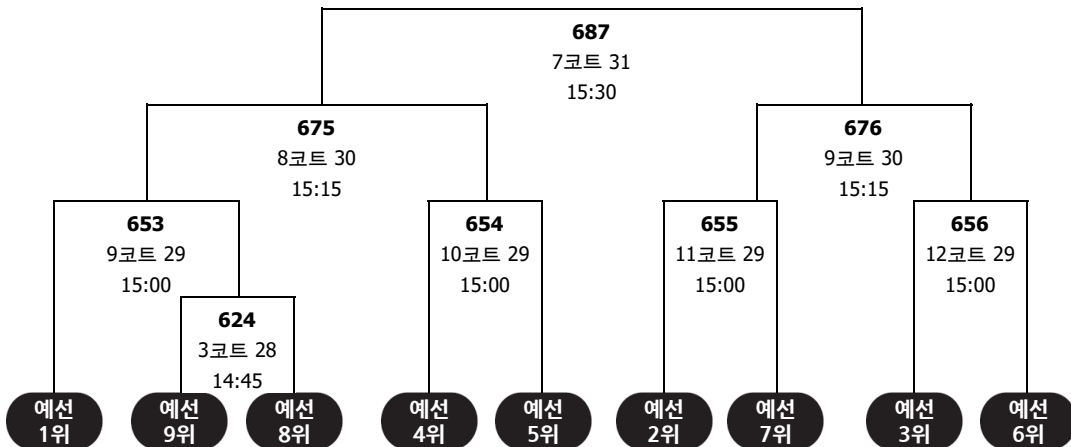 687
7코트 31
15:30
675
8코트 30
15:15
676
9코트 30
15:15
653
9코트 29
15:00
654
10코트 29
15:00
655
11코트 29
15:00
656
12코트 29
15:00
624
3코트 28
14:45
예선
1위
예선
9위
예선
8위
예선
4위
예선
5위
예선
2위
예선
7위
예선
3위
예선
6위